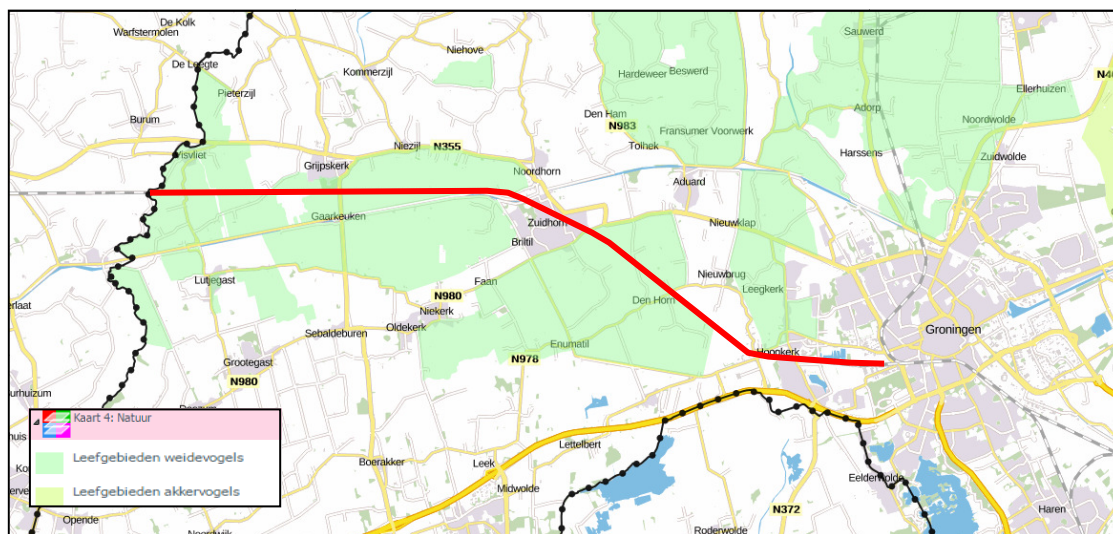 De Kolk
Warfstermolen
Niehove
Sauwerd
De Leegte
Kommerzijl
Hardeweer
Beswerd
Pieterzijl
Ellerhuizen
Burum
Den Ham
Adorp
N983
Fransumer Voorwerk
Noordwolde
Niezijl
N355
Tolhek
Visvliet
Harssens
Zuidwolde
Grijpskerk
Noordhorn
Aduard
Gaarkeuken
Zuidhorn
Nieuwklap
Briltil
Lutjegast
Faan
Nieuwbrug
Leegkerk
N980
Den Horn
Niekerk
Oldekerk
Groningen
Sebaldeburen
Enumatil
Hoogkerk
Grootegast
N978
N980
Kaart 4: Natuur
Leefgebieden weidevogels
Leefgebieden akkervogels
Lettelbert
Boerakker
Leek
Midwolde
Eelderwolde
Opende
N372
Haren
Roderwolde